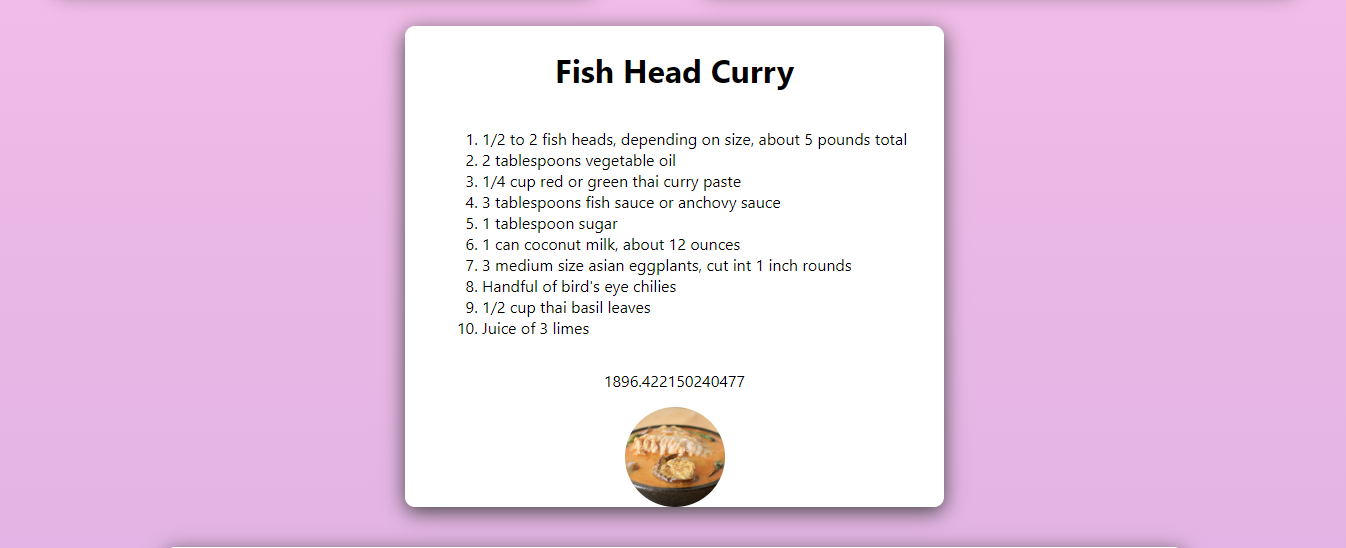 Fish Head Curry
1. 1/2 to 2 fish heads, depending on size, about 5 pounds total
2. 2 tablespoons vegetable oil
3. 1/4 cup red or green thai curry paste
4. 3 tablespoons fish sauce or anchovy sauce
5. 1 tablespoon sugar
6. 1 can coconut milk, about 12 ounces
7. 3 medium size asian eggplants, cut int 1 inch rounds
8. Handful of bird's eye chilies
9. 1/2 cup thai basil leaves
10. Juice of 3 limes
1896.422150240477